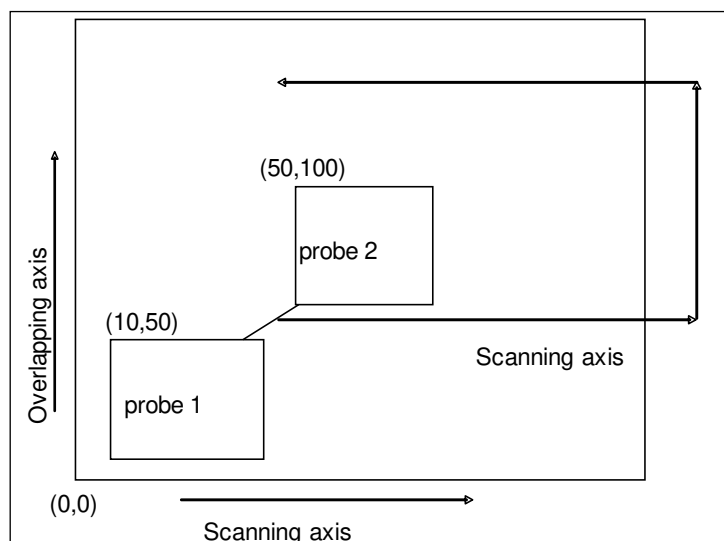 (50,100)
probe 2
(10,50)
Scanning axis
Overlapping axis
probe 1
(0,0)
Scanning axis